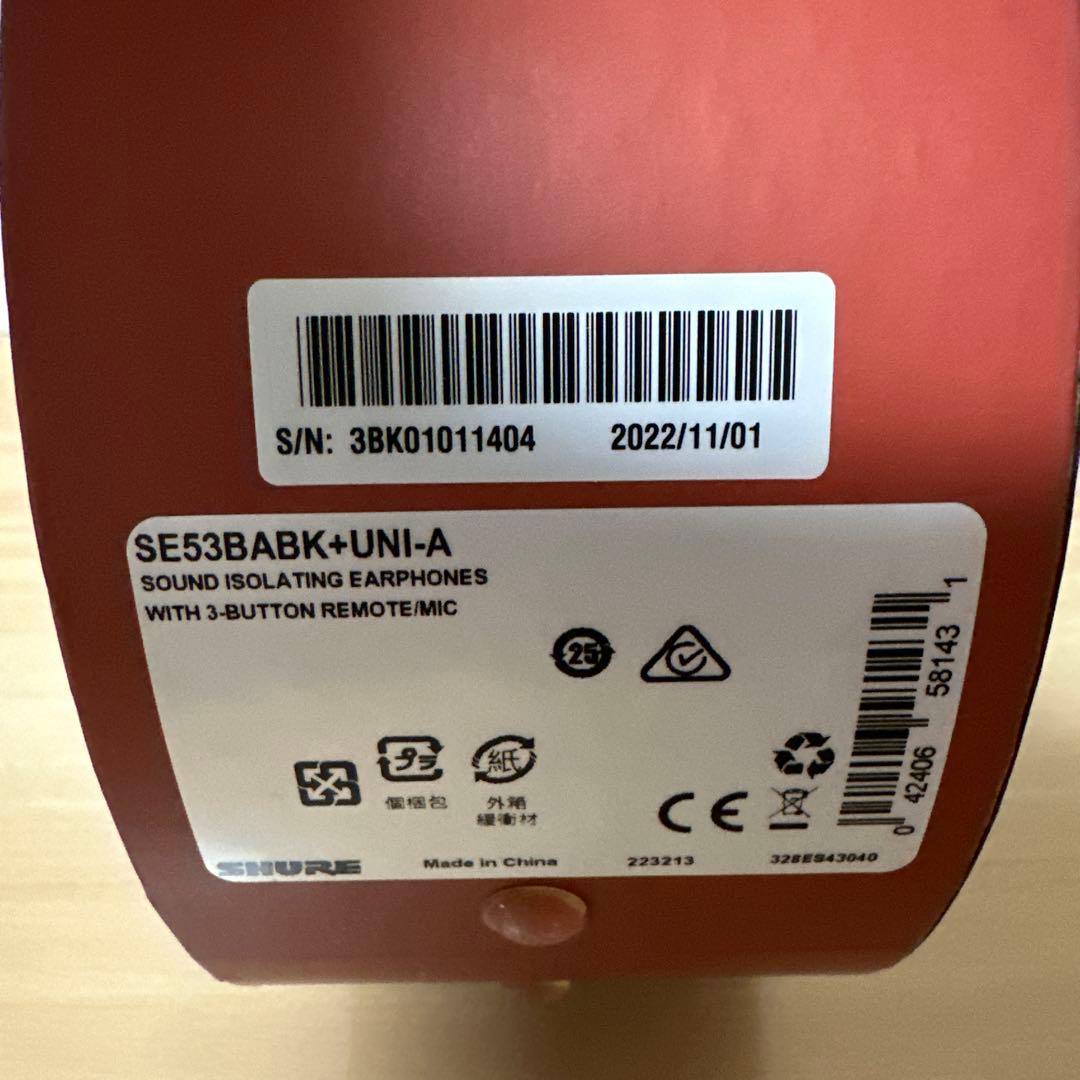 S/N: 3BK01011404 2022/11/01
SE53BABK+UNI-A
SOUND ISOLATING EARPHONES
WITH 3-BUTTON REMOTE/MIC
25
プラ
紙
個梱包
外箱
緩衝材
CE
0 42406 58143 1
SHURE Made in China 223213 328ES43040